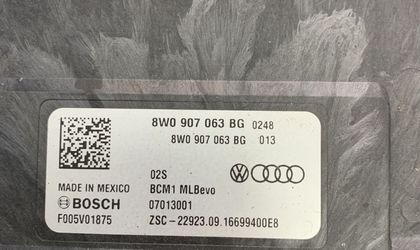 8W0 907 063 BG 0248
8W0 907 063 BG 013
02S
MADE IN MEXICO BCM1 MLBevo
BOSCH 07013001
F005V01875 ZSC-22923.09.16699400E8